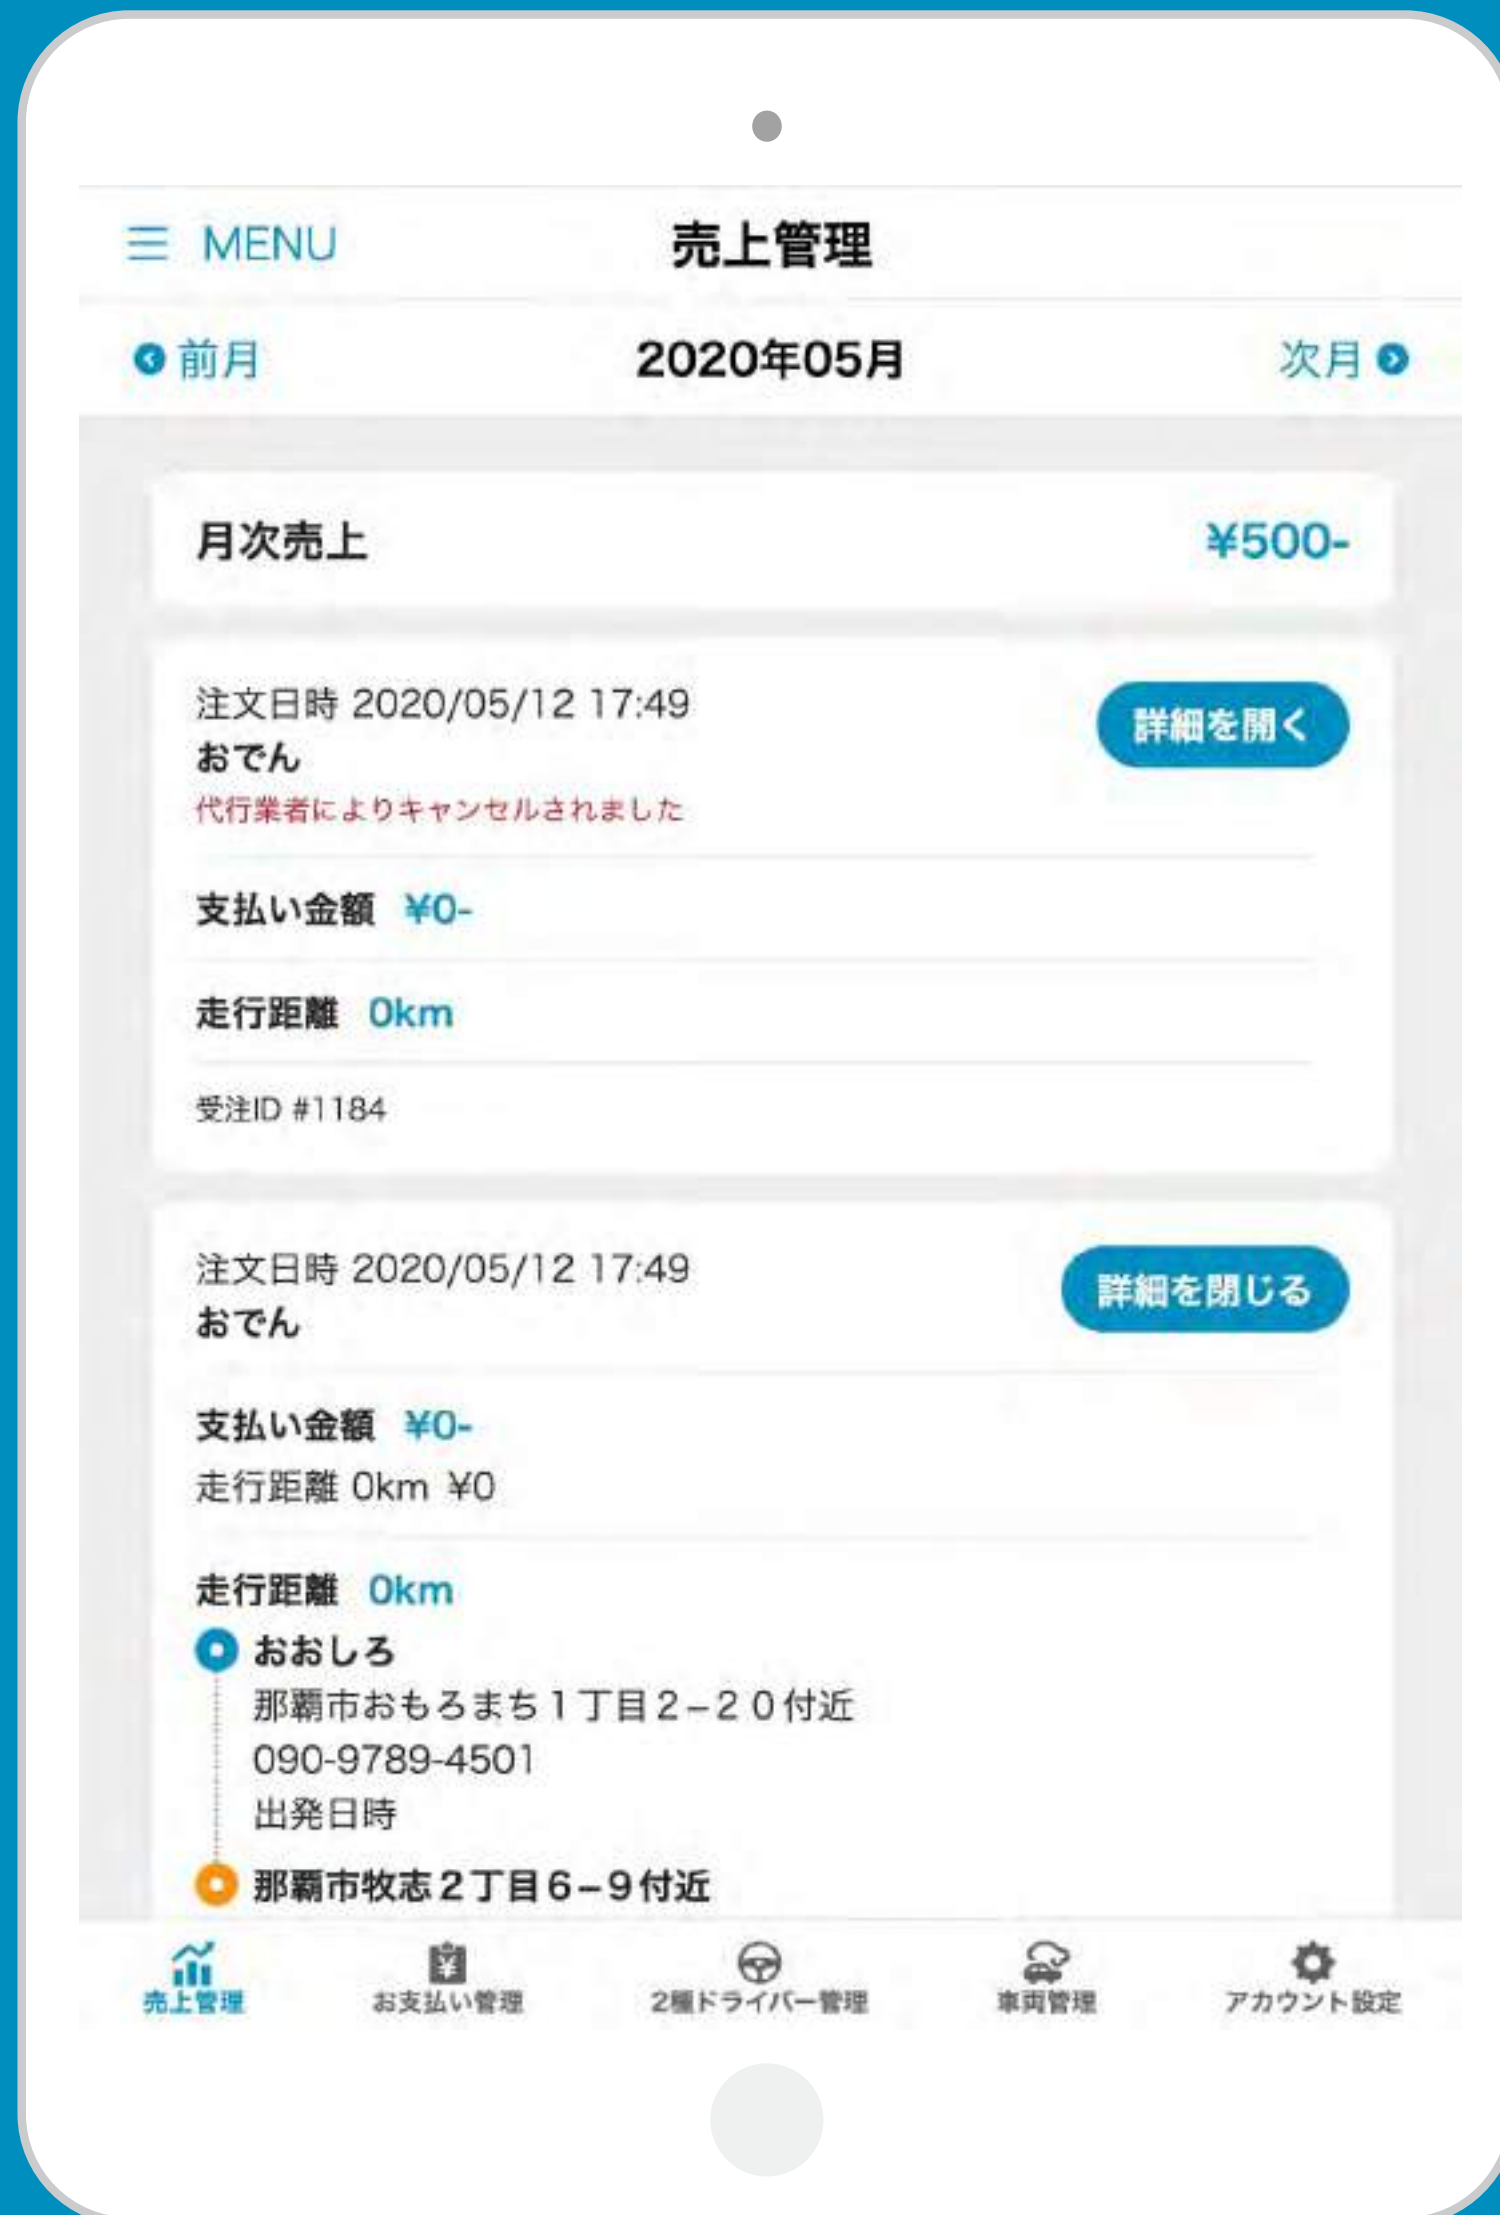 MENU
売上管理
前月
2020年05月
次月
月次売上
¥500-
注文日時 2020/05/12 17:49
詳細を開く
おでん
代行業者によりキャンセルされました
支払い金額 ¥0-
走行距離 0km
受注ID #1184
注文日時 2020/05/12 17:49
詳細を閉じる
おでん
支払い金額 ¥0-
走行距離 0km ¥0
走行距離 0km
おおしろ
那覇市おもろまち1丁目2−20付近
090-9789-4501
出発日時
那覇市牧志2丁目6−9付近
売上管理
お支払い管理
2種ドライバー管理
車両管理
アカウント設定